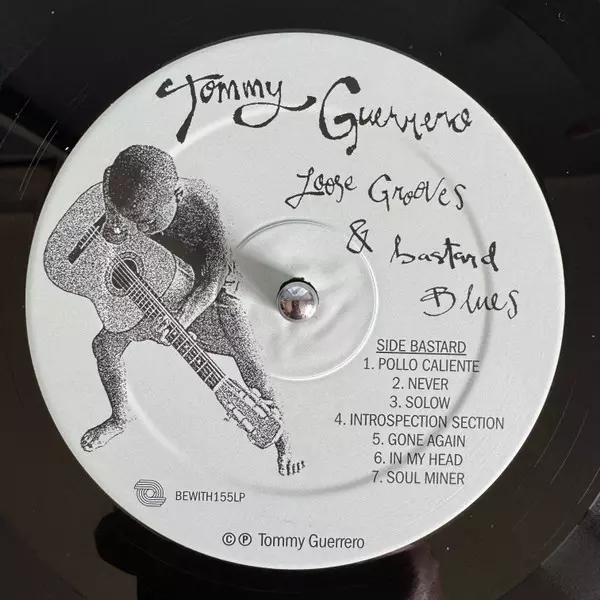 Tommy Guerrero
Loose Grooves
& bastard
Blues
SIDE BASTARD
1. POLLO CALIENTE
2. NEVER
3. SOLOW
4. INTROSPECTION SECTION
5. GONE AGAIN
6. IN MY HEAD
7. SOUL MINER
BEWITH155LP
© ℗ Tommy Guerrero